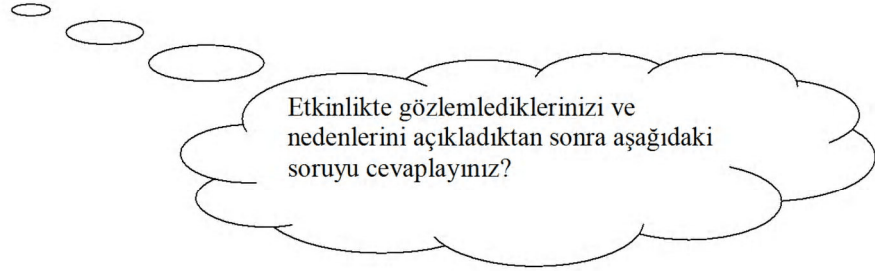 Etkinlikte gözlemlediklerinizi ve
nedenlerini açıkladıktan sonra aşağıdaki
soruyu cevaplayınız?